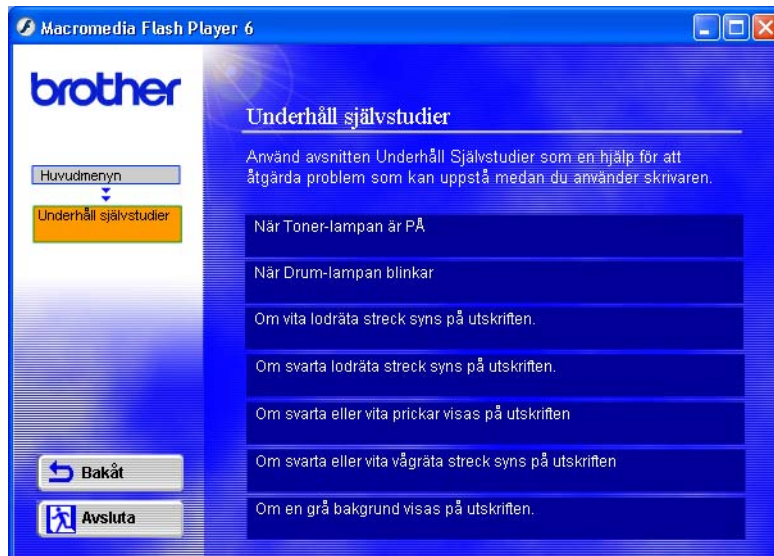 Macromedia Flash Player 6
brother
Huvudmenyn
Underhåll självstudier
Underhåll självstudier
Använd avsnitten Underhåll Självstudier som en hjälp för att
åtgärda problem som kan uppstå medan du använder skrivaren.
När Toner-lampan är PÅ
När Drum-lampan blinkar
Om vita lodräta streck syns på utskriften.
Om svarta lodräta streck syns på utskriften.
Om svarta eller vita prickar visas på utskriften
Om svarta eller vita vågräta streck syns på utskriften
Om en grå bakgrund visas på utskriften.
Bakåt
Avsluta